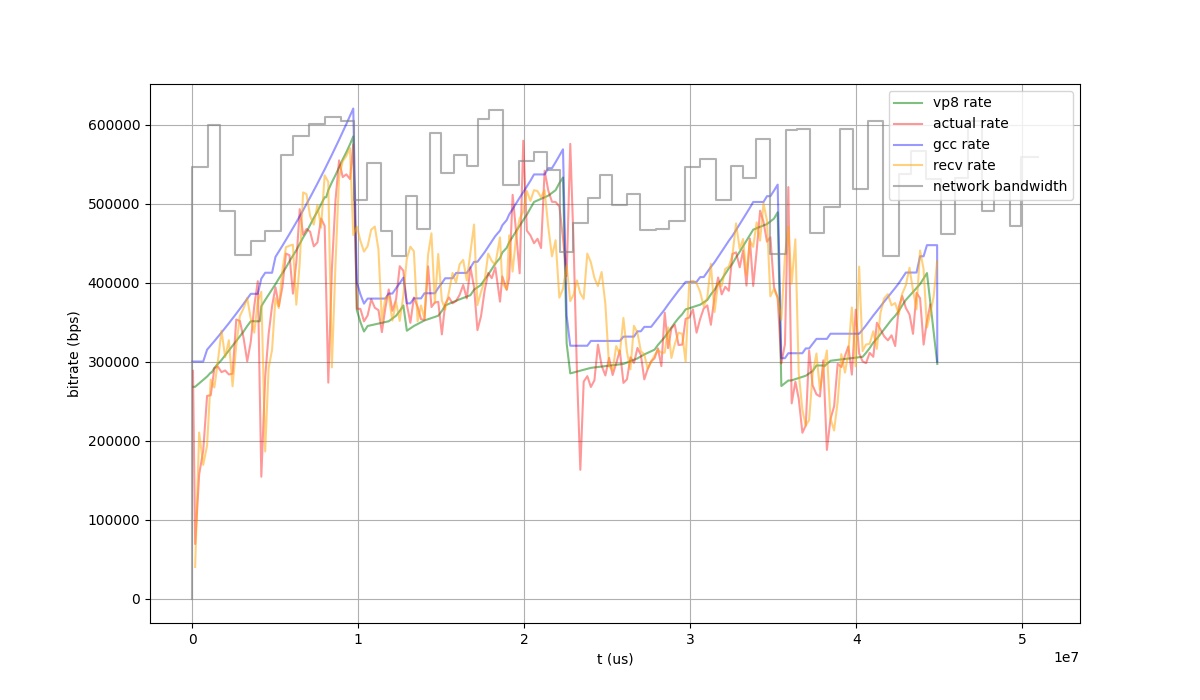 vp8 rate
actual rate
gcc rate
recv rate
network bandwidth
bitrate (bps)
600000
500000
400000
300000
200000
100000
0
0 1 2 3 4 5
1e7
t (us)